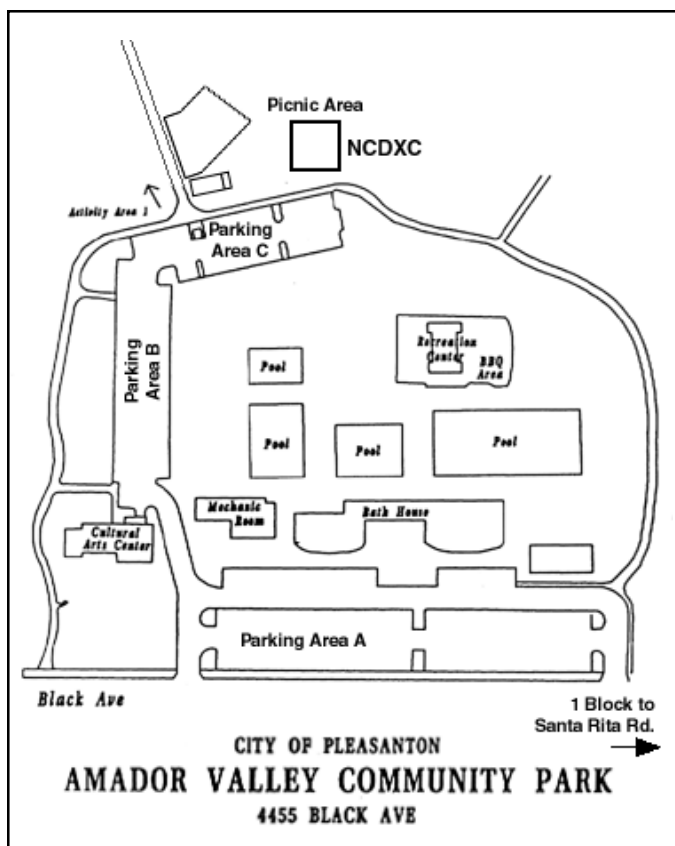 Picnic Area
NCDXC
Activity Area 1
Parking
Area C
Parking
Area B
Recreation
Center
BBQ
Area
Pool
Pool
Pool
Pool
Mechanic
Room
Bath House
Cultural
Arts Center
Parking Area A
Black Ave
1 Block to
Santa Rita Rd.
CITY OF PLEASANTON
AMADOR VALLEY COMMUNITY PARK
4455 BLACK AVE